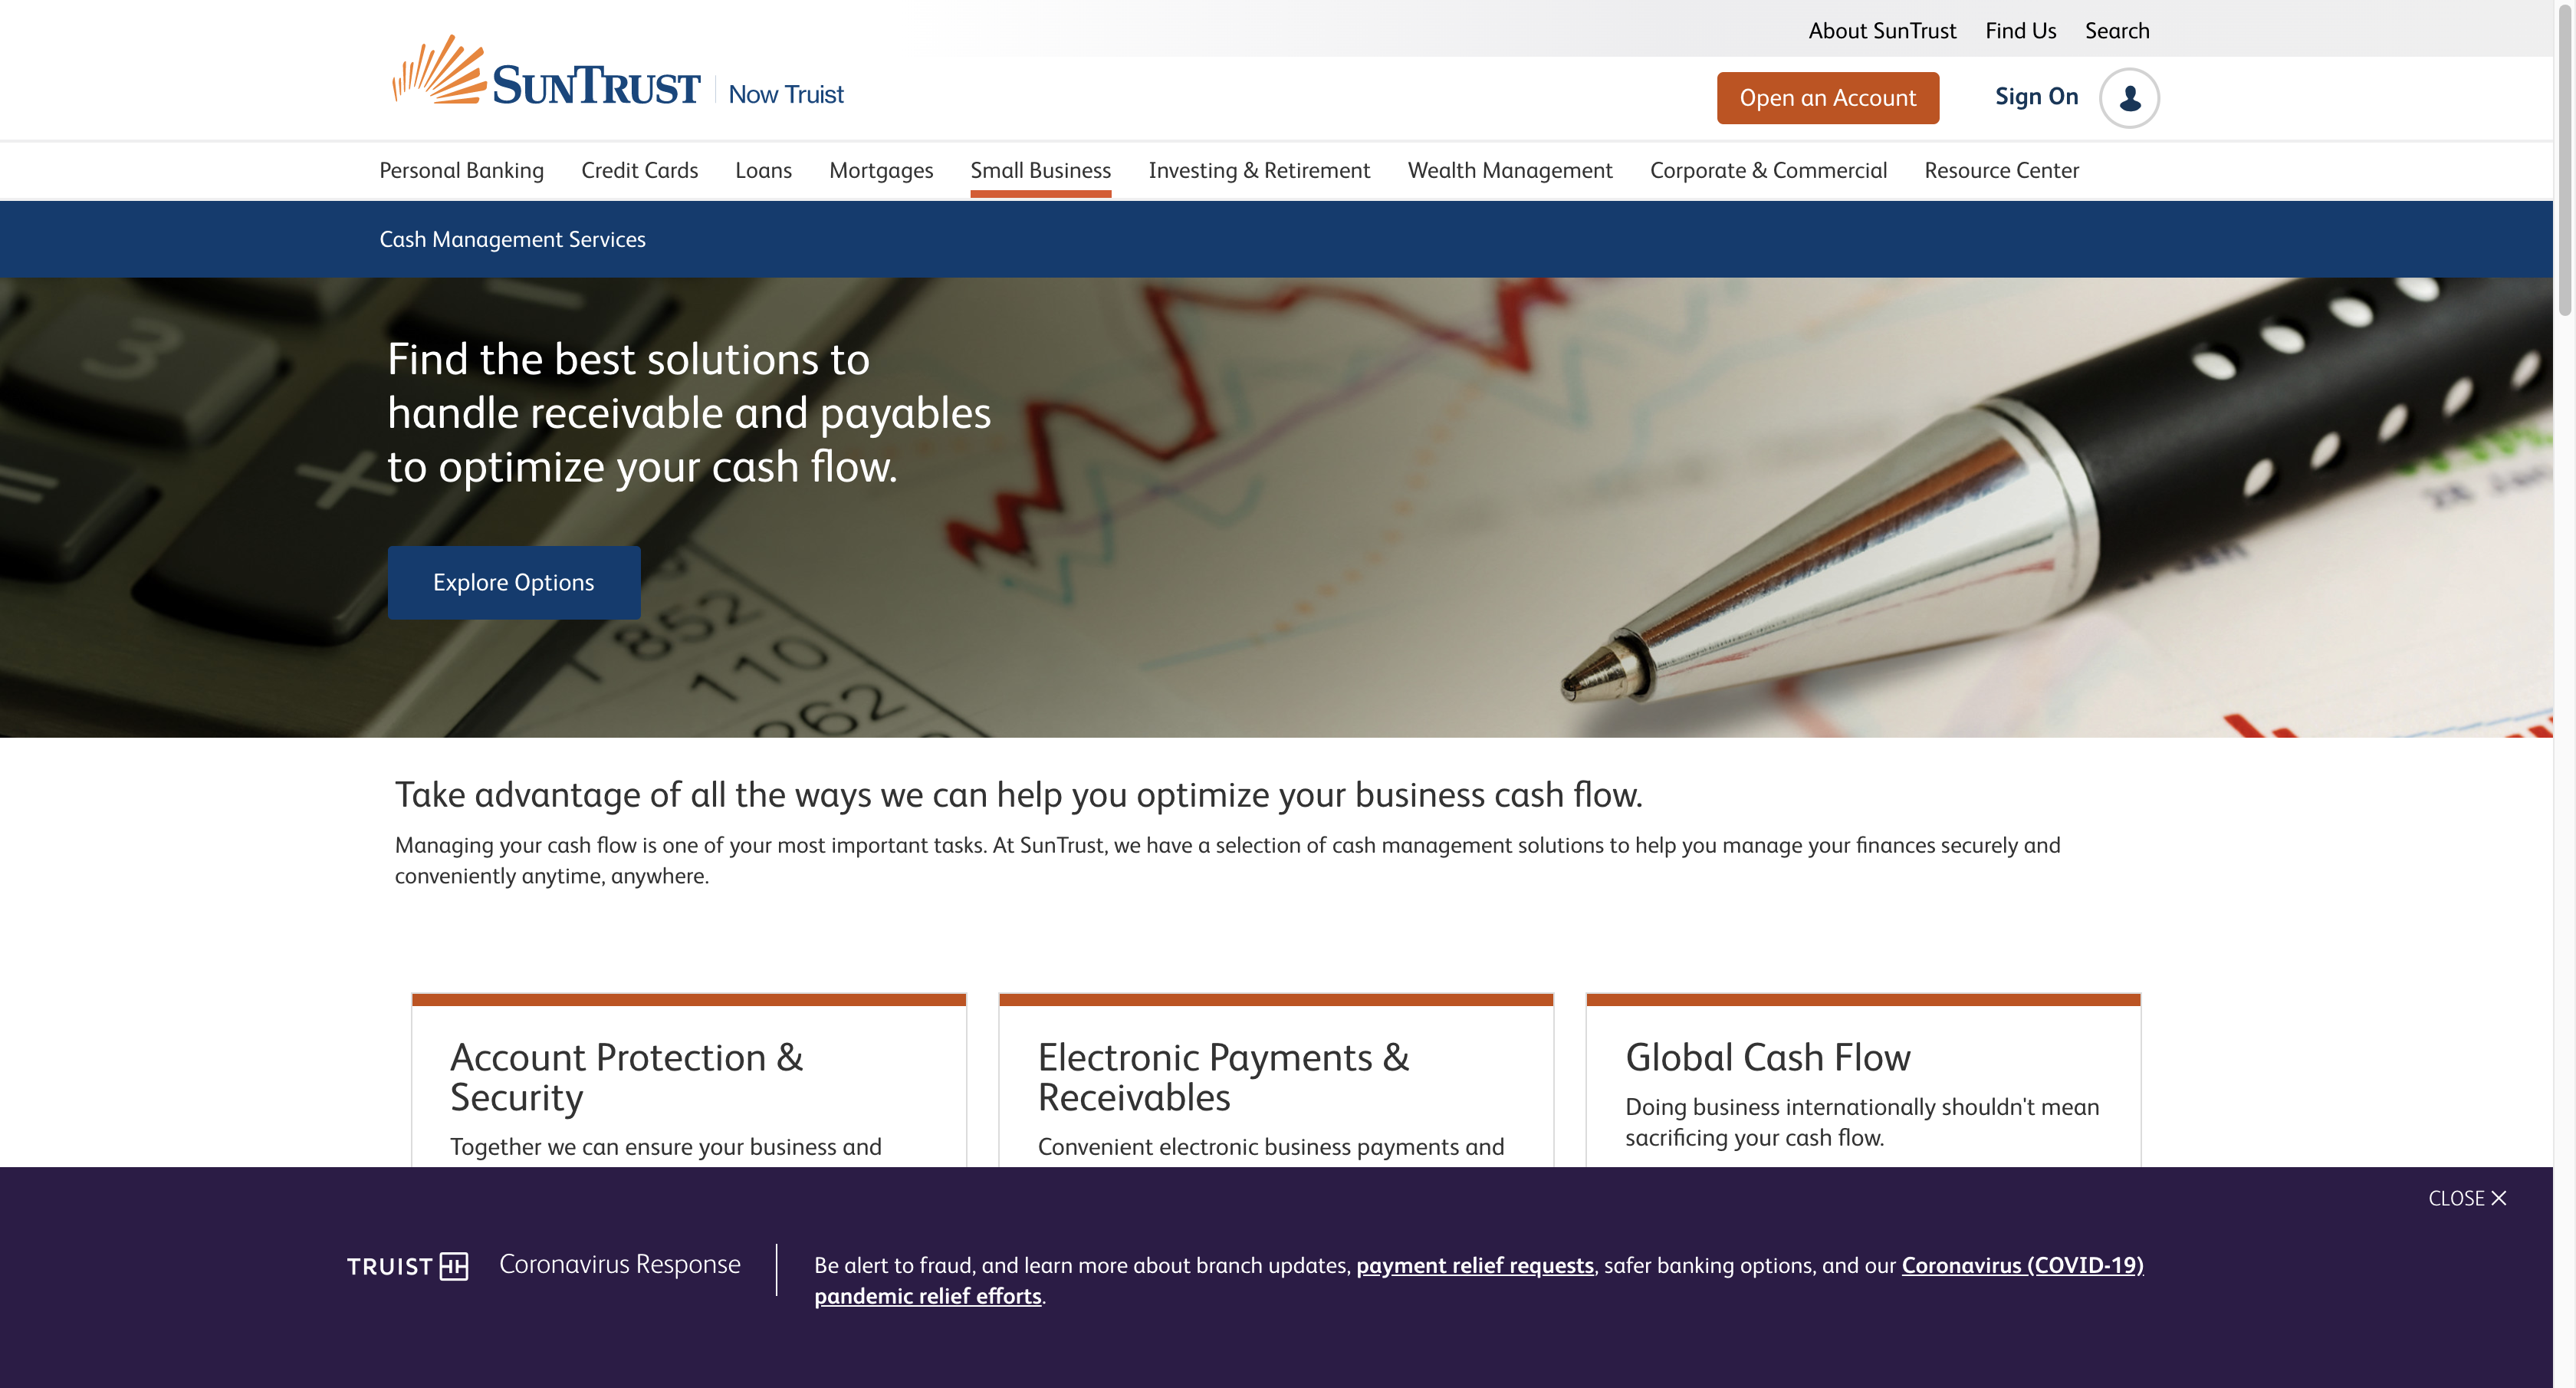 About SunTrust Find Us Search
SUNTRUST Now Truist
Open an Account Sign On
Personal Banking Credit Cards Loans Mortgages Small Business Investing & Retirement Wealth Management Corporate & Commercial Resource Center
Cash Management Services
3
=
+
Find the best solutions to
handle receivable and payables
to optimize your cash flow.
Explore Options
1852
110
262
Take advantage of all the ways we can help you optimize your business cash flow.
Managing your cash flow is one of your most important tasks. At SunTrust, we have a selection of cash management solutions to help you manage your finances securely and
conveniently anytime, anywhere.
Account Protection &
Security
Together we can ensure your business and
Electronic Payments &
Receivables
Convenient electronic business payments and
Global Cash Flow
Doing business internationally shouldn't mean
sacrificing your cash flow.
CLOSE
TRUIST Coronavirus Response
Be alert to fraud, and learn more about branch updates, payment relief requests, safer banking options, and our Coronavirus (COVID-19)
pandemic relief efforts.